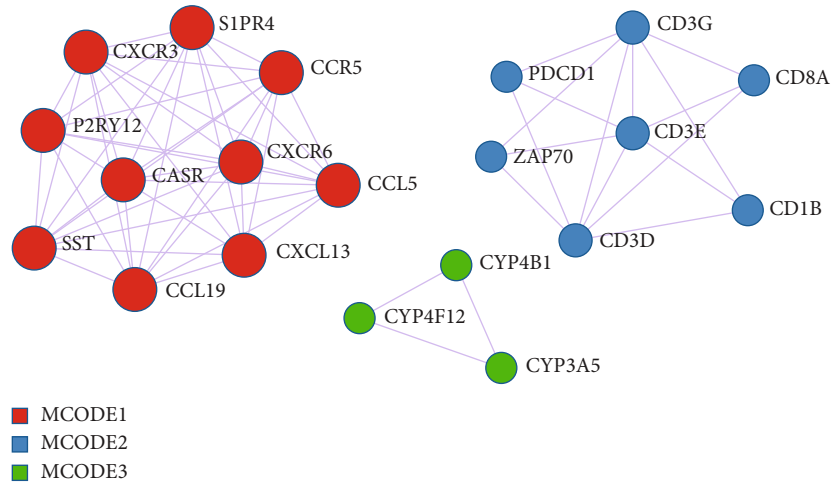 S1PR4
CXCR3
CCR5
P2RY12
CXCR6
CASR
CCL5
SST
CXCL13
CCL19
CD3G
PDCD1
CD8A
CD3E
ZAP70
CD1B
CD3D
CYP4B1
CYP4F12
CYP3A5
MCODE1
MCODE2
MCODE3